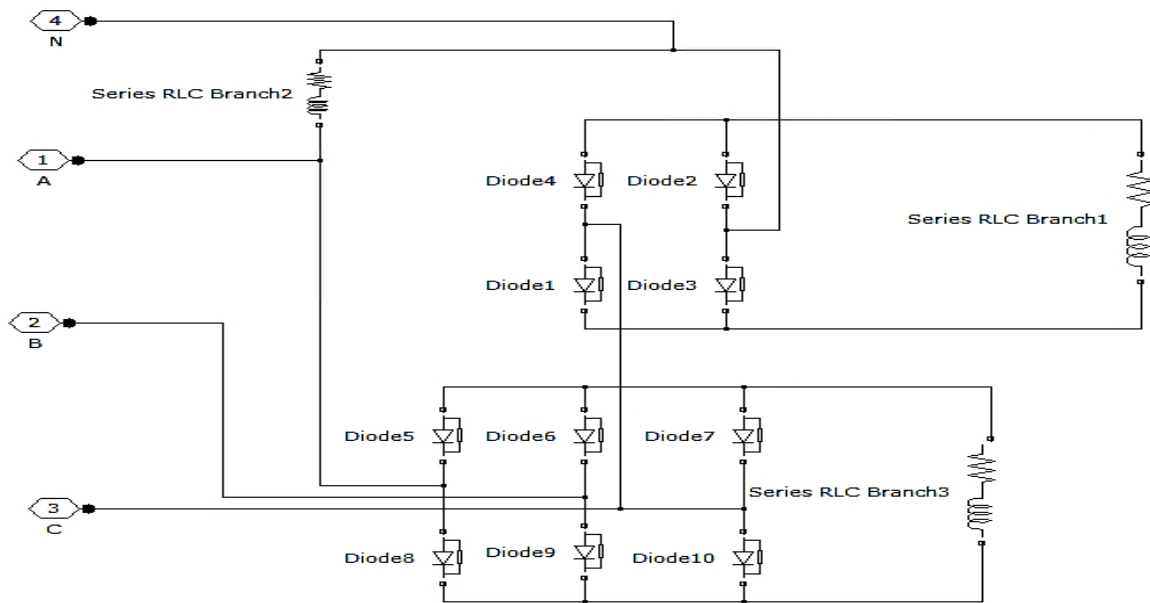 4
N
Series RLC Branch2
1
A
Diode4
Diode2
Series RLC Branch1
Diode1
Diode3
2
B
Diode5
Diode6
Diode7
Series RLC Branch3
3
C
Diode8
Diode9
Diode10